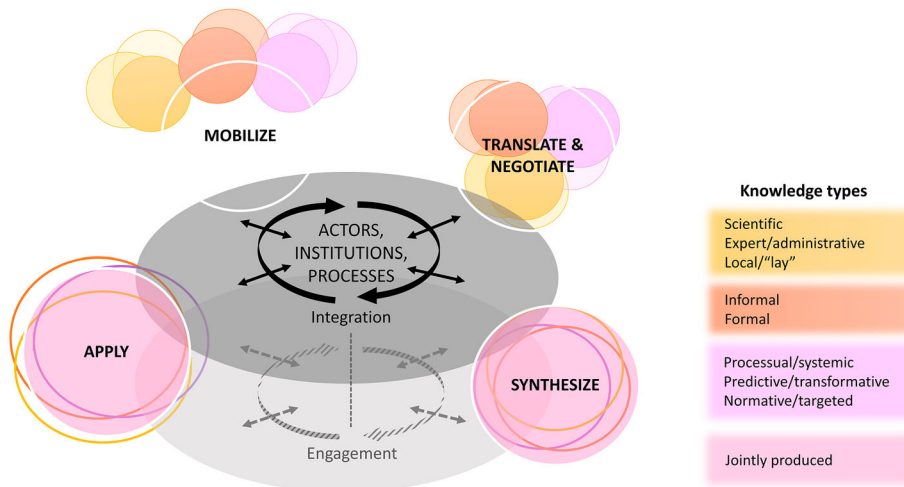 MOBILIZE
TRANSLATE &
NEGOTIATE
ACTORS,
INSTITUTIONS,
PROCESSES
Integration
APPLY
SYNTHESIZE
Engagement
Knowledge types
Scientific
Expert/administrative
Local/“lay”
Informal
Formal
Processual/systemic
Predictive/transformative
Normative/targeted
Jointly produced